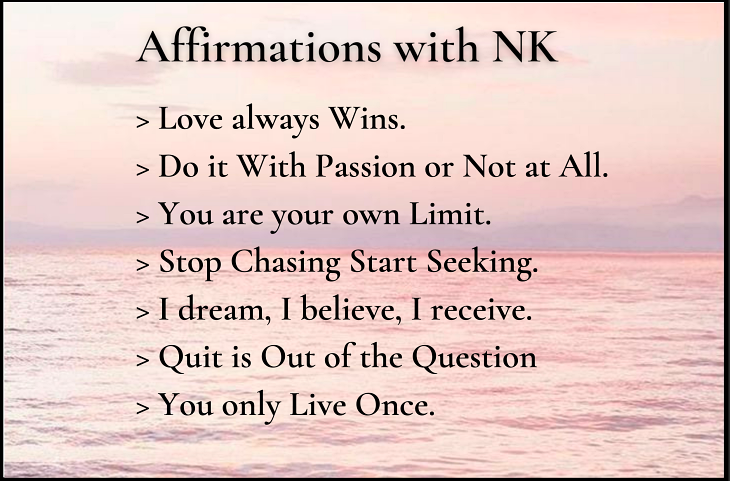 Affirmations with NK
> Love always Wins.
> Do it With Passion or Not at All.
> You are your own Limit.
> Stop Chasing Start Seeking.
> I dream, I believe, I receive.
> Quit is Out of the Question
> You only Live Once.